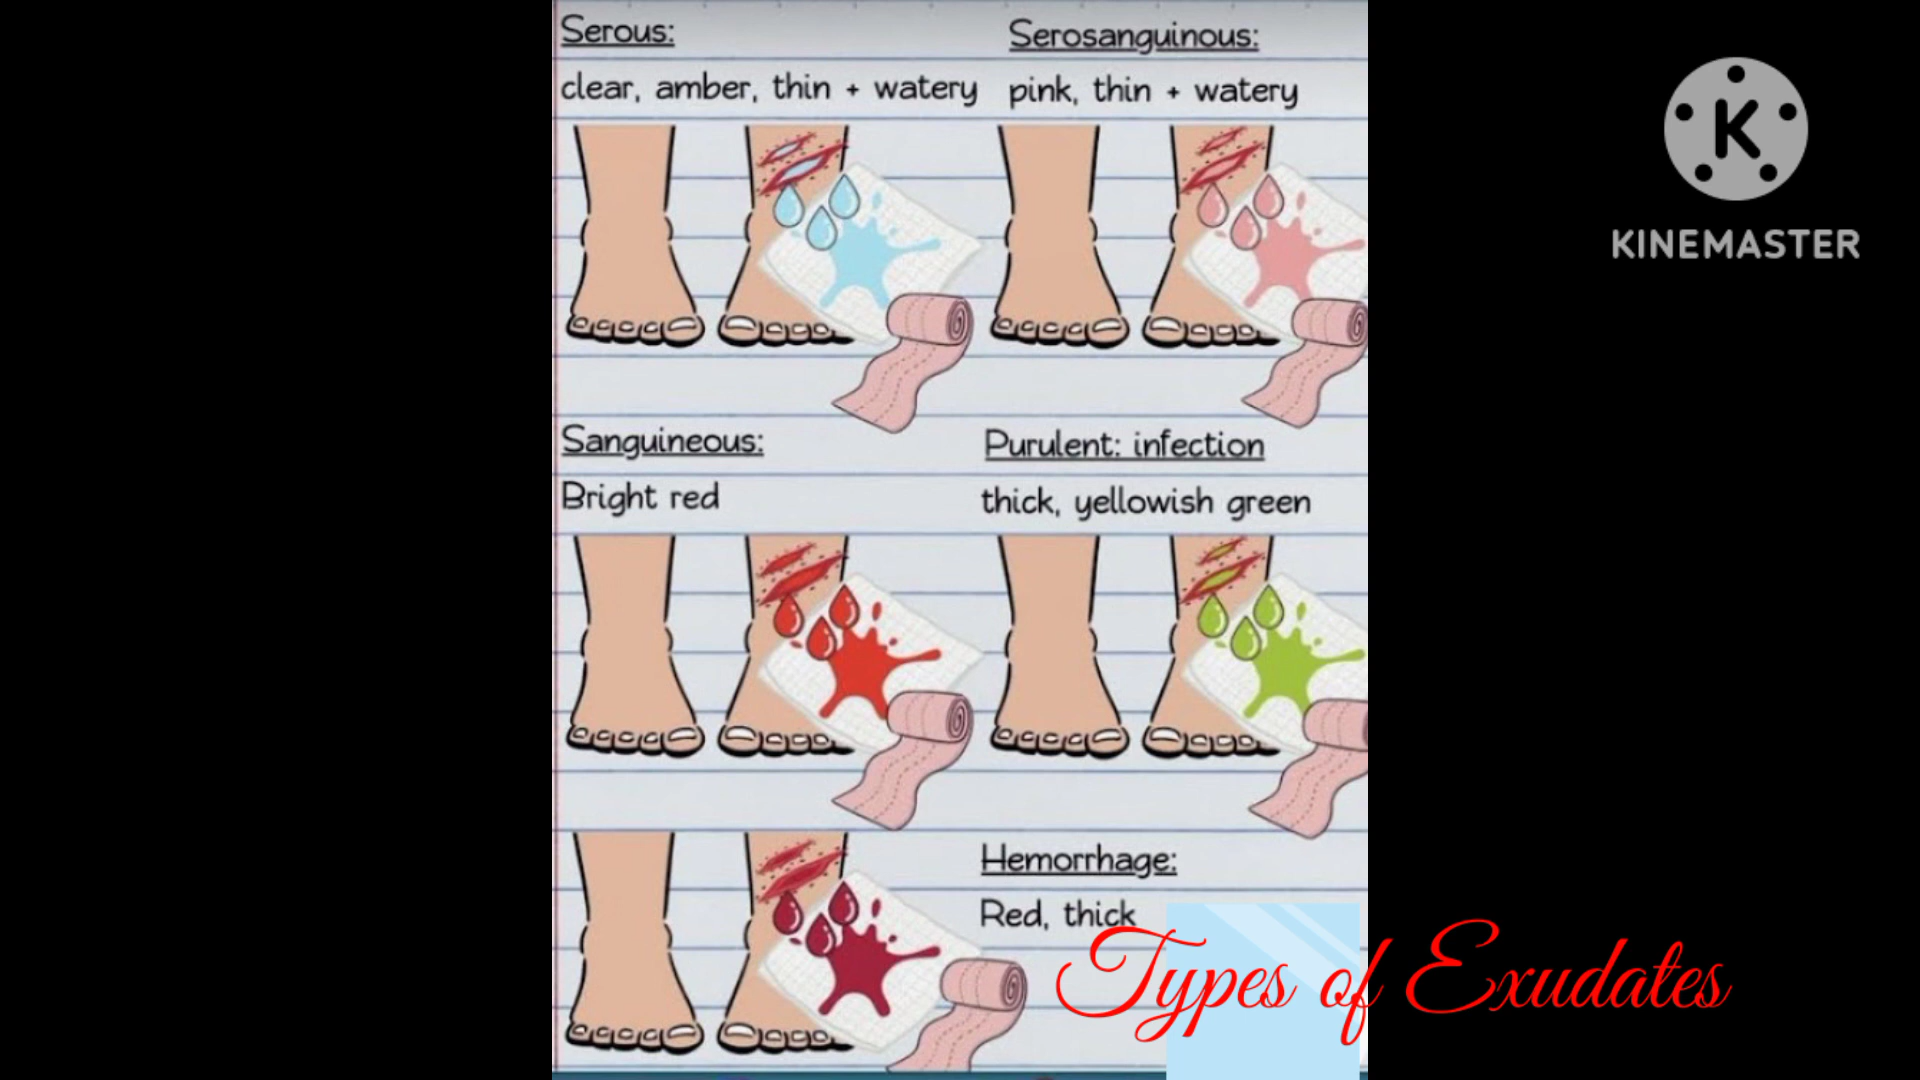 Serous:
clear, amber, thin + watery
Serosanguinous:
pink, thin + watery
K
KINEMASTER
Sanguineous:
Bright red
Purulent: infection
thick, yellowish green
Hemorrhage:
Red, thick
Types of Exudates